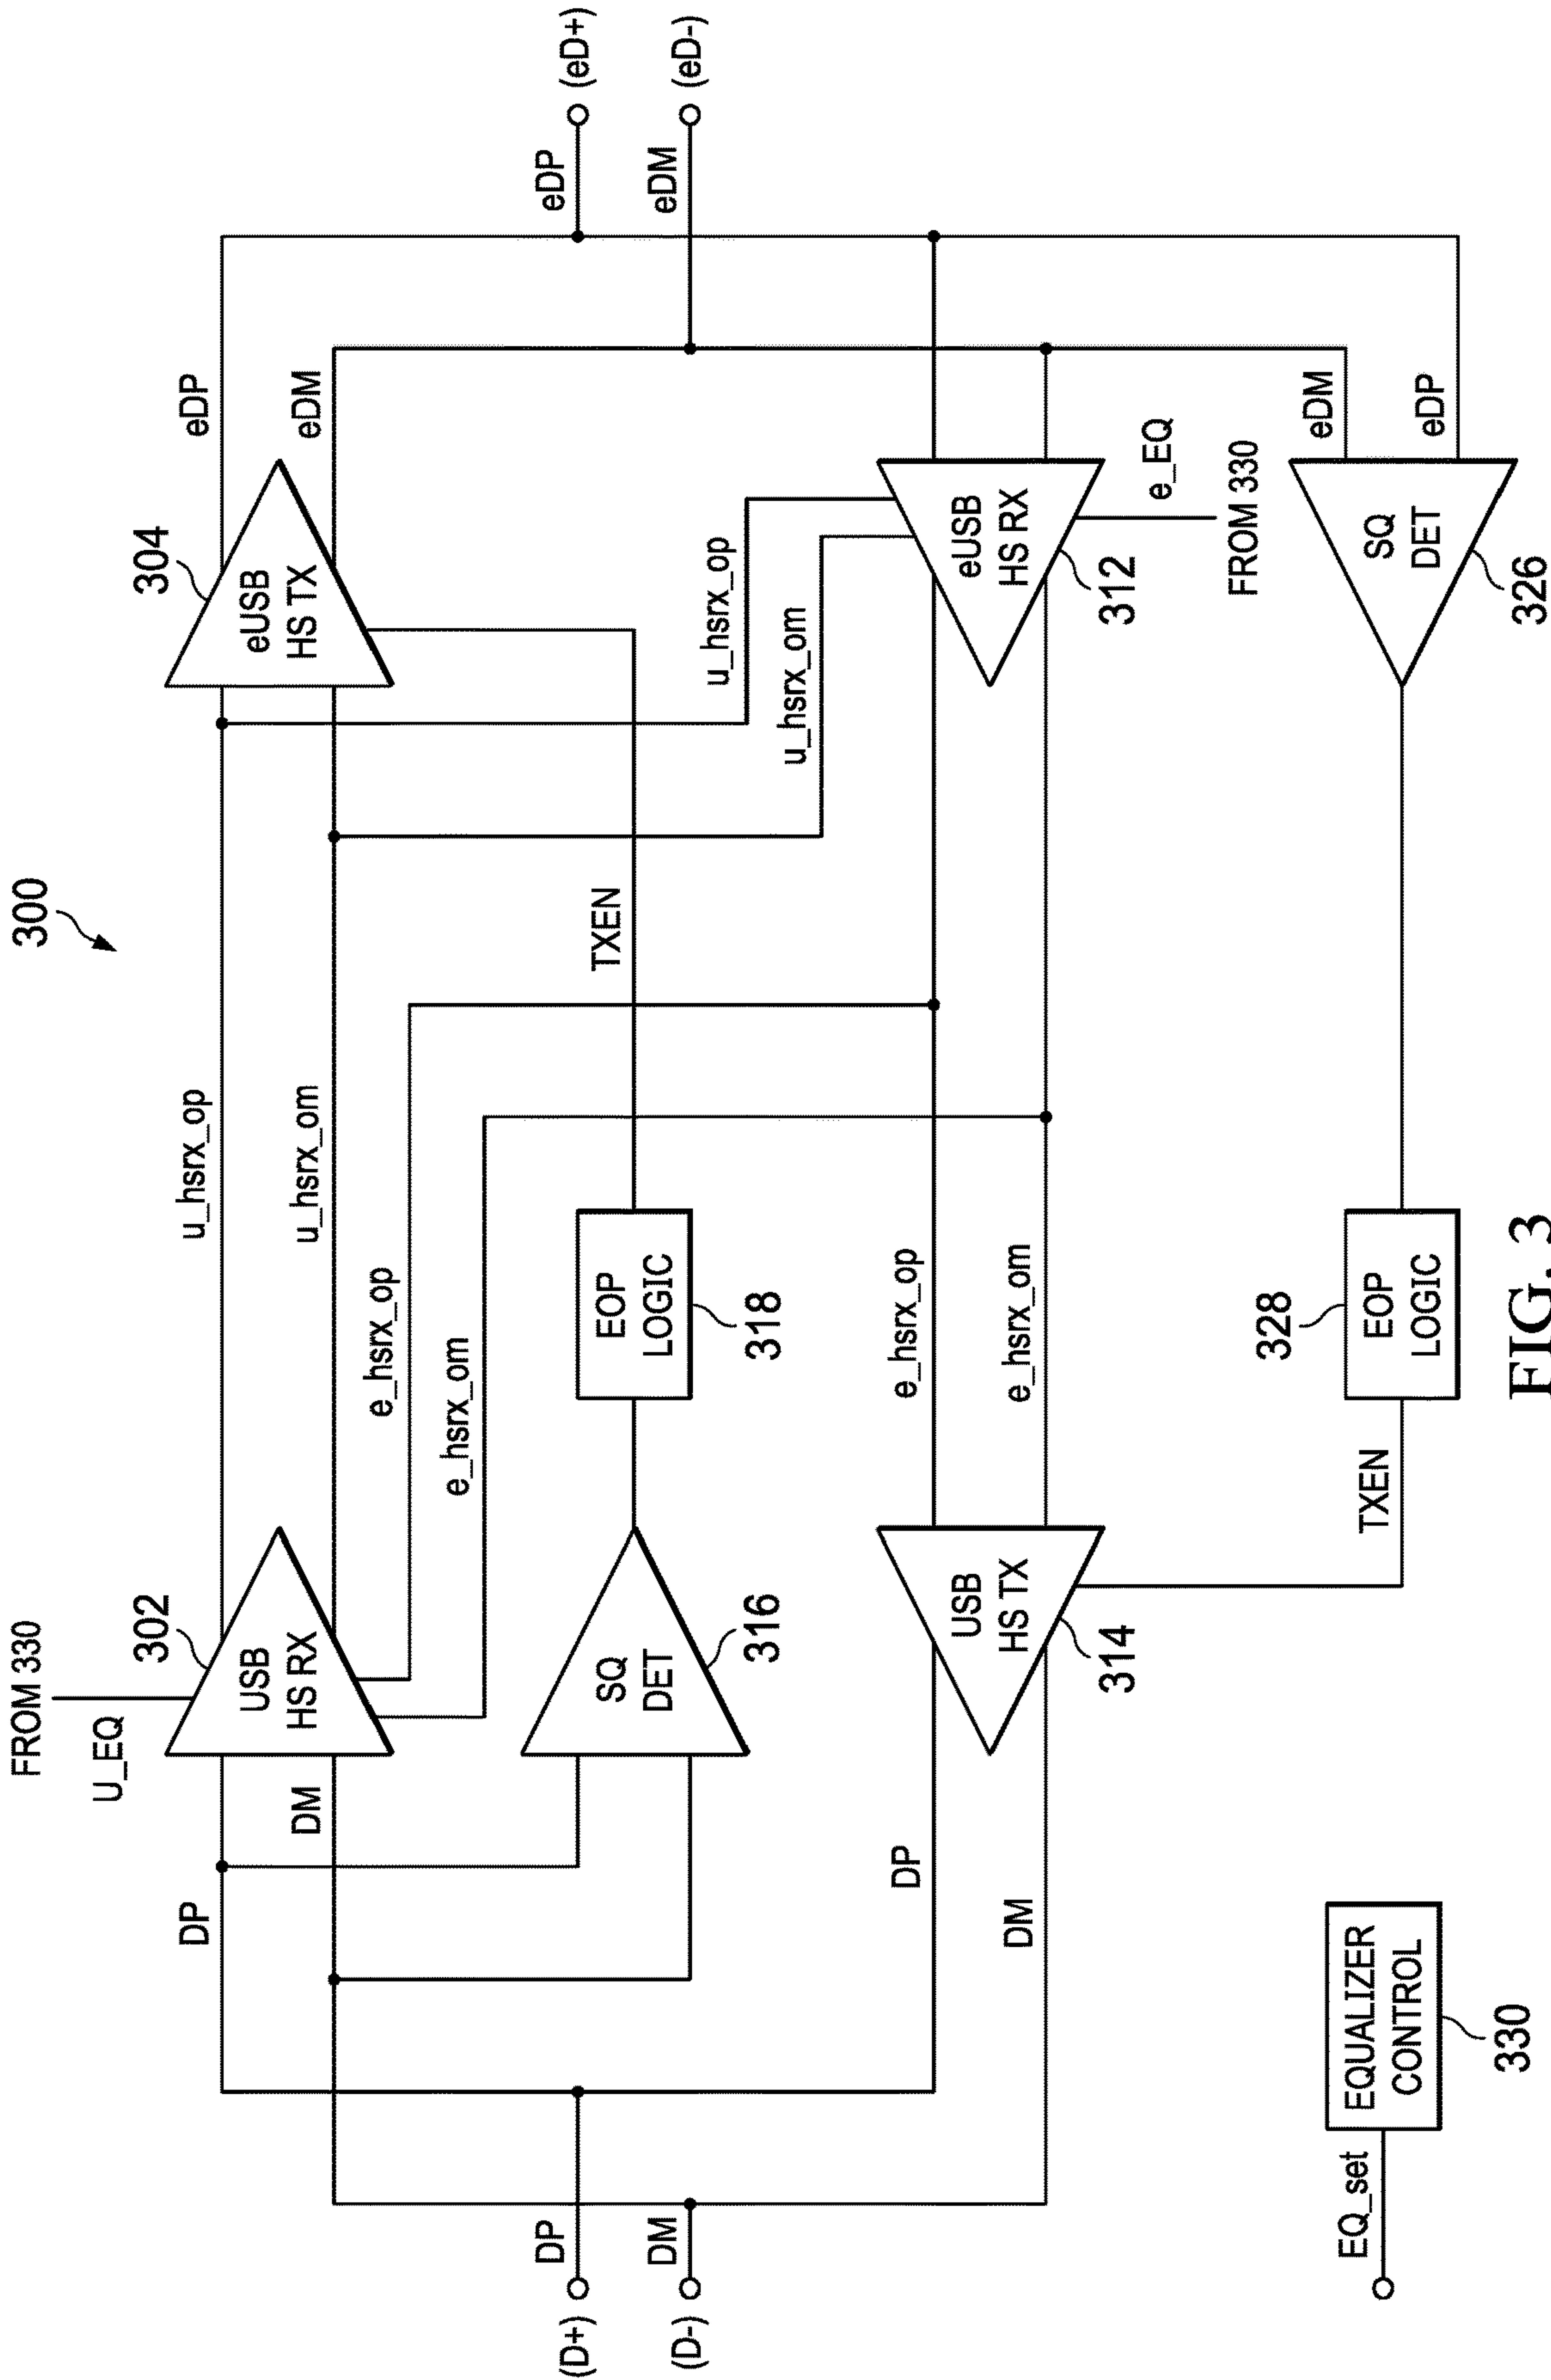 300
FROM 330
U_EQ
302
USB
HS RX
304
eUSB
HS TX
DP
DM
u_hsrx_op
u_hsrx_om
eDP
eDM
e_hsrx_op
e_hsrx_om
TXEN
u_hsrx_op
u_hsrx_om
(D+)
DP
(D-)
DM
SQ
DET
316
EOP
LOGIC
318
eDP
(eD+)
eDM
(eD-)
DP
DM
USB
HS TX
314
e_hsrx_op
e_hsrx_om
eUSB
HS RX
312
e_EQ
FROM 330
EQ_set
EQUALIZER
CONTROL
330
TXEN
328
EOP
LOGIC
SQ
DET
326
eDM
eDP
FIG. 3